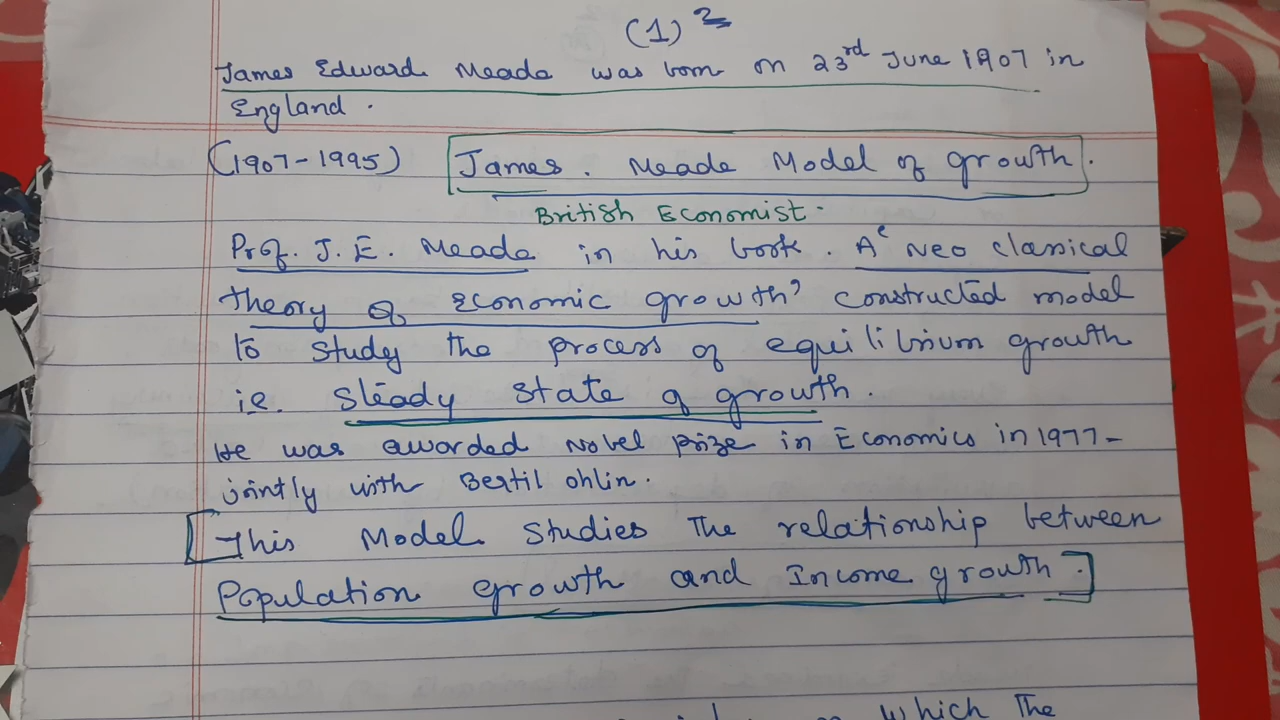 (1)
James Edward Meade was born on 23rd June 1907 in
England.
(1907-1995) James. Meade Model of growth.
British Economist.
Prof. J. E. Meade in his book. A' Neo classical
theory of Economic growth' constructed model
to study the process of equilibrium growth
i.e. Steady State of growth.
He was awarded Novel prize in Economics in 1977-
jointly with Bertil ohlin.
This Model Studies The relationship between
Population growth and Income growth.
which The